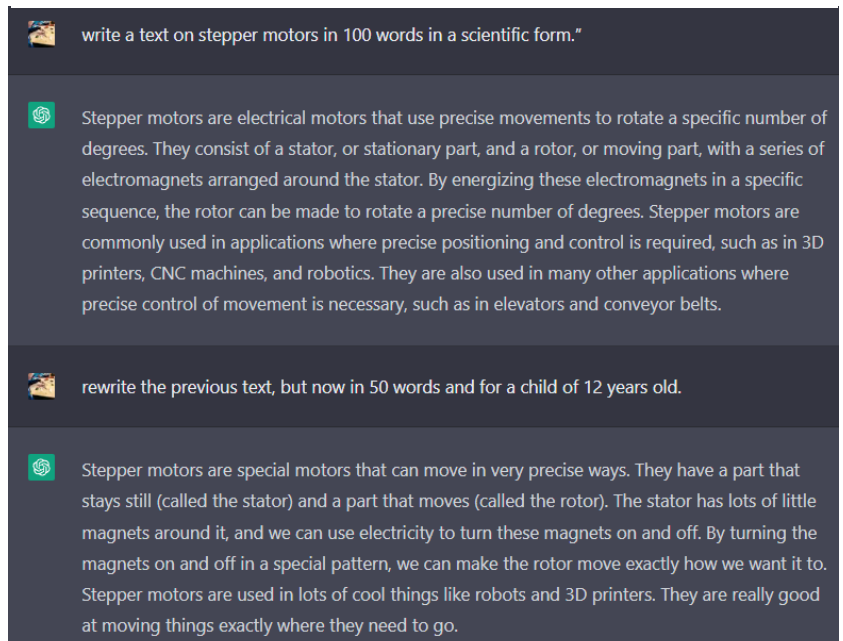 write a text on stepper motors in 100 words in a scientific form.”
Stepper motors are electrical motors that use precise movements to rotate a specific number of
degrees. They consist of a stator, or stationary part, and a rotor, or moving part, with a series of
electromagnets arranged around the stator. By energizing these electromagnets in a specific
sequence, the rotor can be made to rotate a precise number of degrees. Stepper motors are
commonly used in applications where precise positioning and control is required, such as in 3D
printers, CNC machines, and robotics. They are also used in many other applications where
precise control of movement is necessary, such as in elevators and conveyor belts.
rewrite the previous text, but now in 50 words and for a child of 12 years old.
Stepper motors are special motors that can move in very precise ways. They have a part that
stays still (called the stator) and a part that moves (called the rotor). The stator has lots of little
magnets around it, and we can use electricity to turn these magnets on and off. By turning the
magnets on and off in a special pattern, we can make the rotor move exactly how we want it to.
Stepper motors are used in lots of cool things like robots and 3D printers. They are really good
at moving things exactly where they need to go.